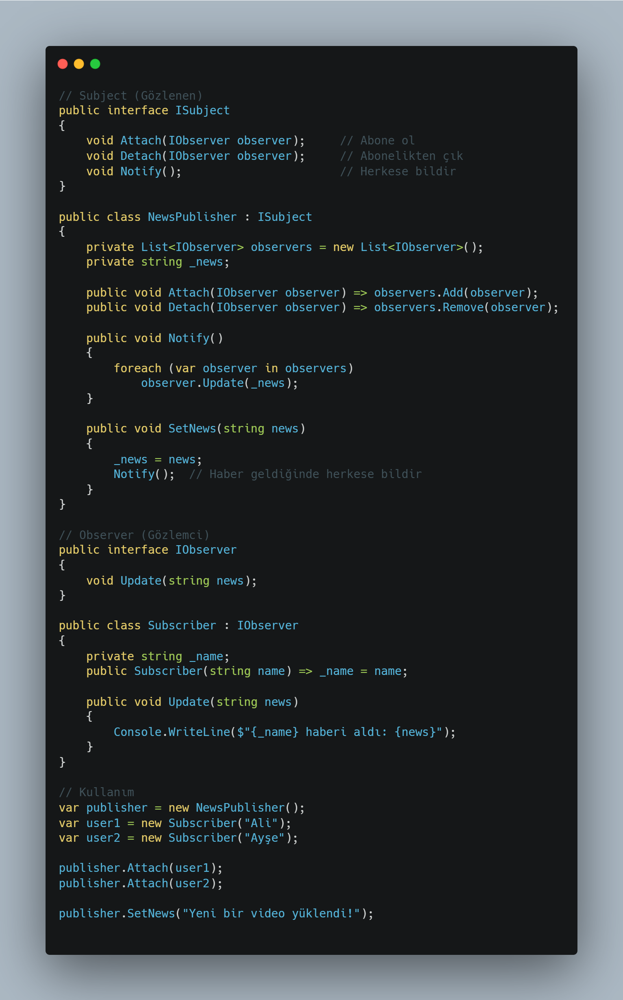 // Subject (Gözlenen)
public interface ISubject
{
    void Attach(IObserver observer);     // Abone ol
    void Detach(IObserver observer);     // Abonelikten çık
    void Notify();                       // Herkese bildir
}

public class NewsPublisher : ISubject
{
    private List<IObserver> observers = new List<IObserver>();
    private string _news;

    public void Attach(IObserver observer) => observers.Add(observer);
    public void Detach(IObserver observer) => observers.Remove(observer);

    public void Notify()
    {
        foreach (var observer in observers)
            observer.Update(_news);
    }

    public void SetNews(string news)
    {
        _news = news;
        Notify();  // Haber geldiğinde herkese bildir
    }
}

// Observer (Gözlemci)
public interface IObserver
{
    void Update(string news);
}

public class Subscriber : IObserver
{
    private string _name;
    public Subscriber(string name) => _name = name;

    public void Update(string news)
    {
        Console.WriteLine($"{_name} haberi aldı: {news}");
    }
}

// Kullanım
var publisher = new NewsPublisher();
var user1 = new Subscriber("Ali");
var user2 = new Subscriber("Ayşe");

publisher.Attach(user1);
publisher.Attach(user2);

publisher.SetNews("Yeni bir video yüklendi!");